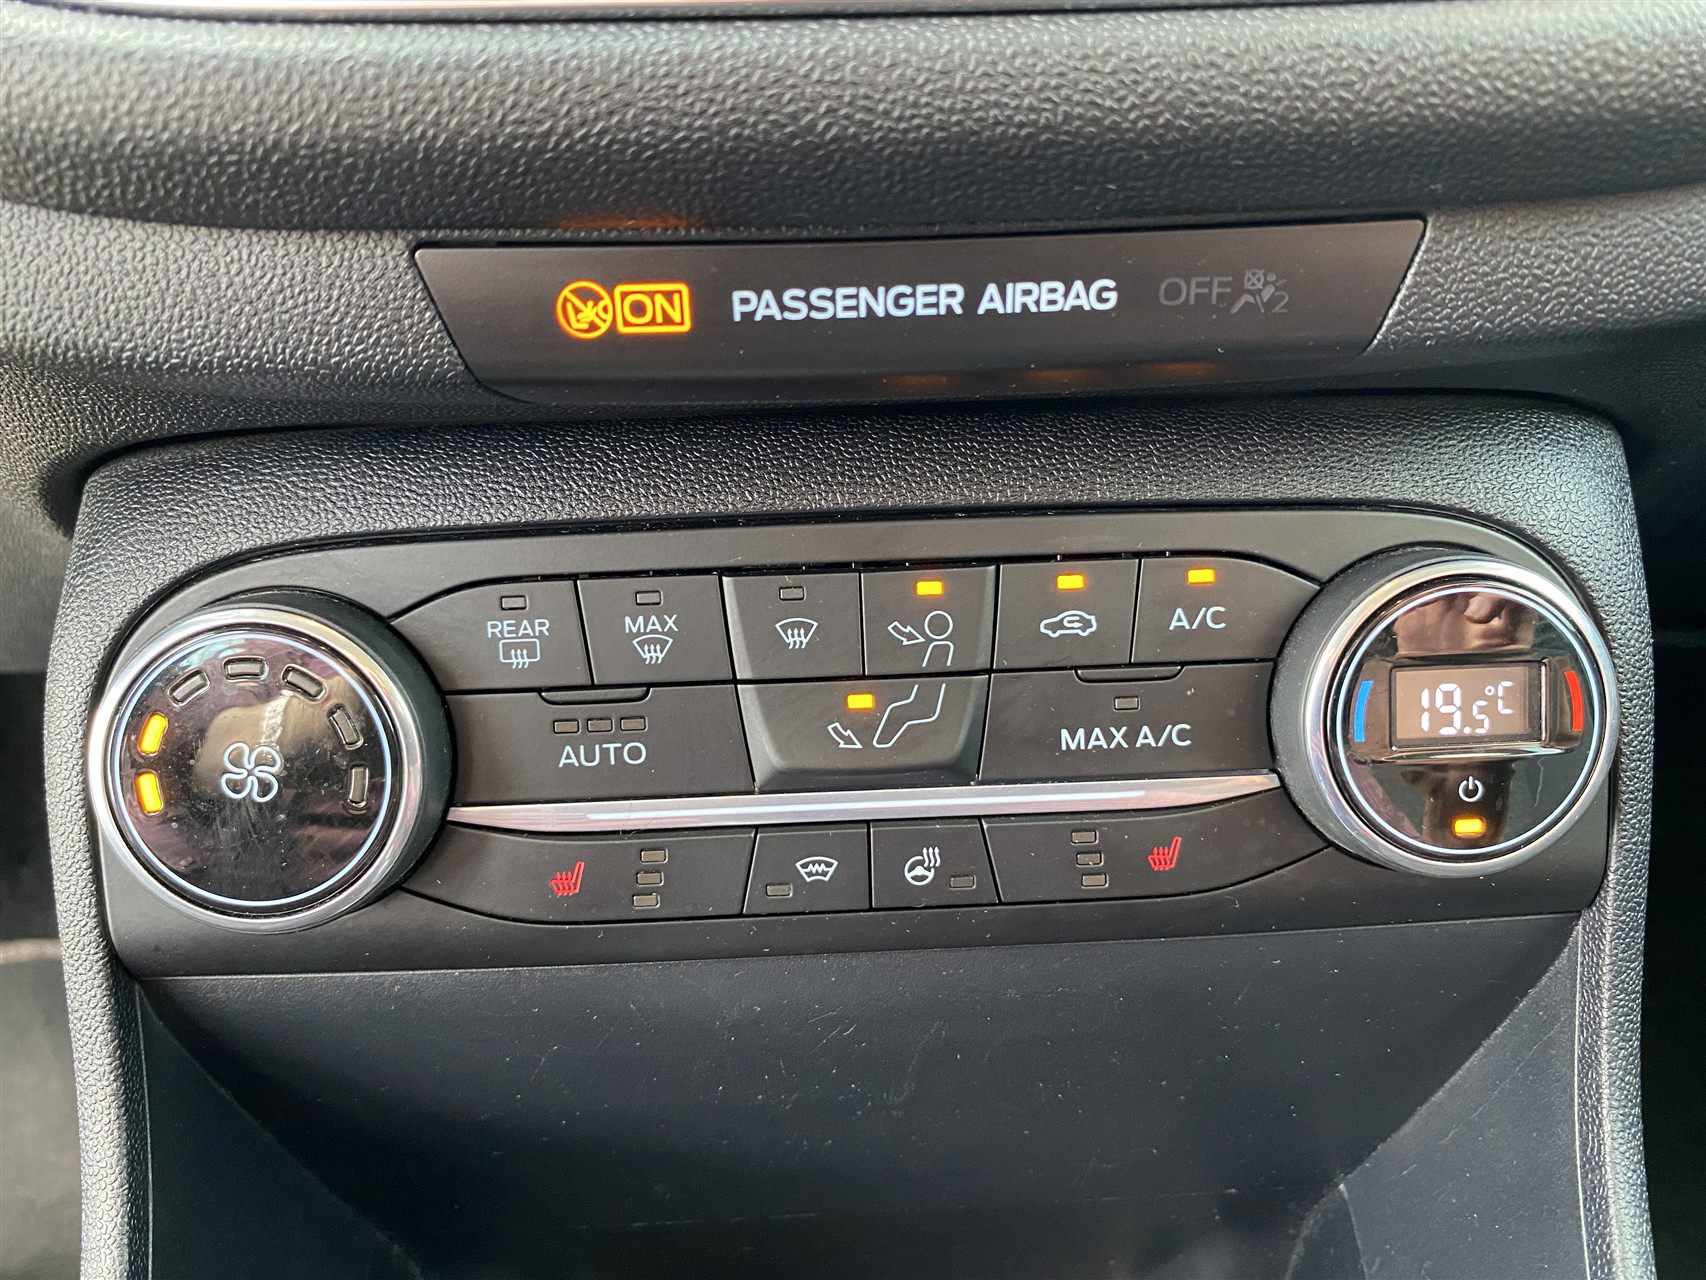 ON PASSENGER AIRBAG OFF 2
REAR
MAX
A/C
AUTO
MAX A/C
19.5°C